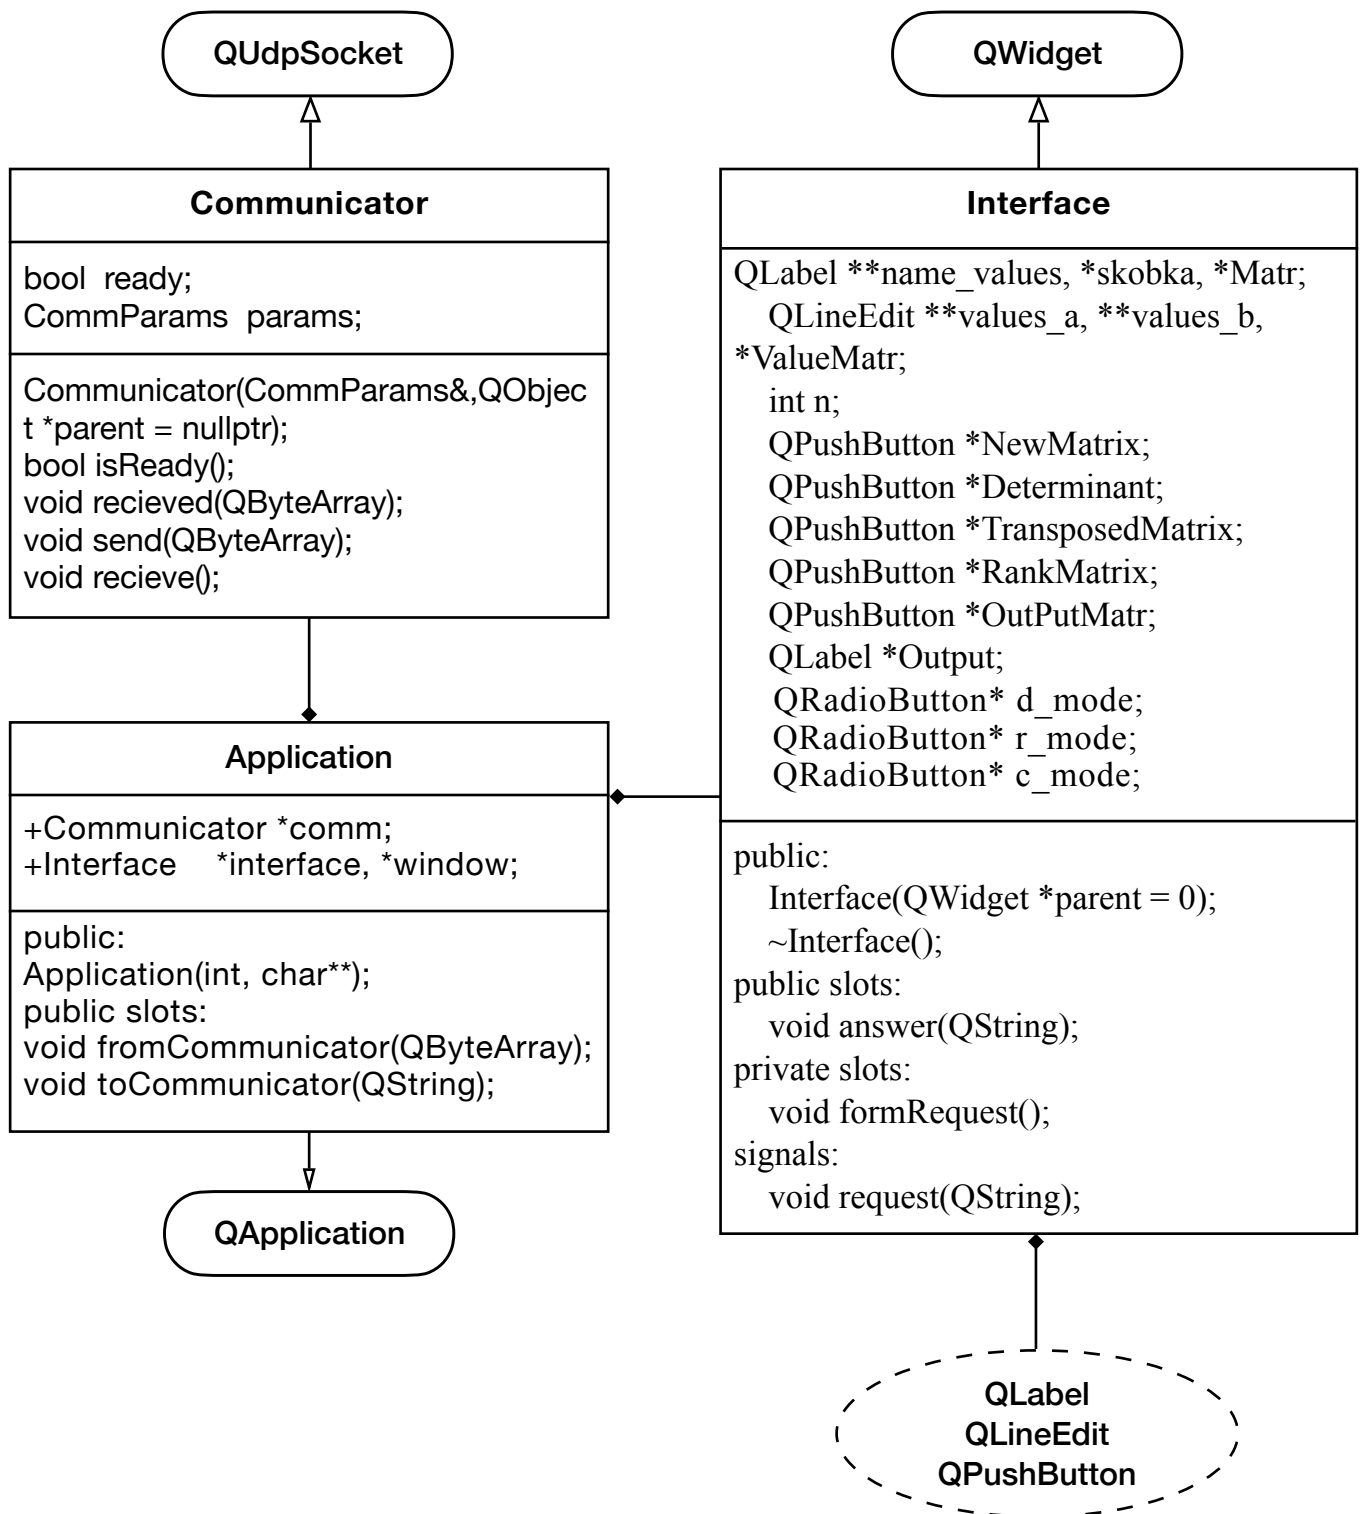 QUdpSocket
Communicator
bool  ready;
CommParams  params;
Communicator(CommParams&,QObjec
t *parent = nullptr);
bool isReady();
void recieved(QByteArray);
void send(QByteArray);
void recieve();
Application
+Communicator *comm;
+Interface    *interface, *window;
public:
Application(int, char**);
public slots:
void fromCommunicator(QByteArray);
void toCommunicator(QString);
QApplication
QWidget
Interface
QLabel **name_values, *skobka, *Matr;
QLineEdit **values_a, **values_b,
*ValueMatr;
int n;
QPushButton *NewMatrix;
QPushButton *Determinant;
QPushButton *TransposedMatrix;
QPushButton *RankMatrix;
QPushButton *OutPutMatr;
QLabel *Output;
QRadioButton* d_mode;
QRadioButton* r_mode;
QRadioButton* c_mode;
public:
Interface(QWidget *parent = 0);
~Interface();
public slots:
void answer(QString);
private slots:
void formRequest();
signals:
void request(QString);
QLabel
QLineEdit
QPushButton